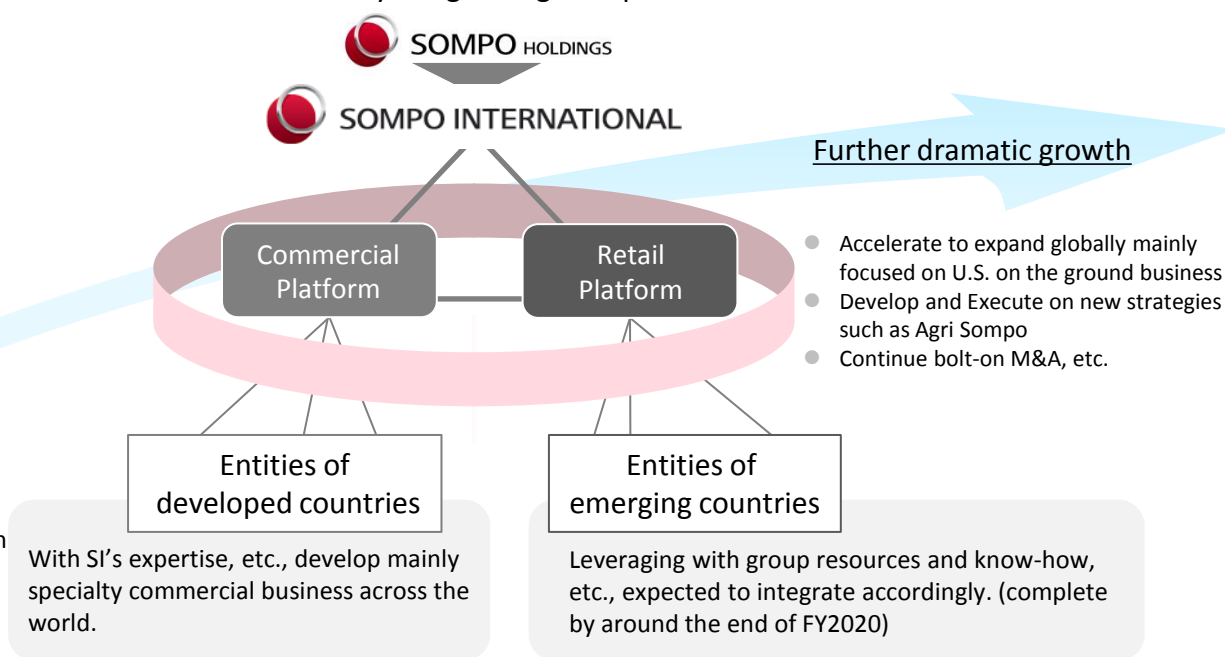 SOMPO HOLDINGS
SOMPO INTERNATIONAL
Further dramatic growth
Commercial
Platform
Retail
Platform
● Accelerate to expand globally mainly
focused on U.S. on the ground business
● Develop and Execute on new strategies
such as Agri Sompo
● Continue bolt-on M&A, etc.
Entities of
developed countries
Entities of
emerging countries
With SI’s expertise, etc., develop mainly
specialty commercial business across the
world.
Leveraging with group resources and know-how,
etc., expected to integrate accordingly. (complete
by around the end of FY2020)